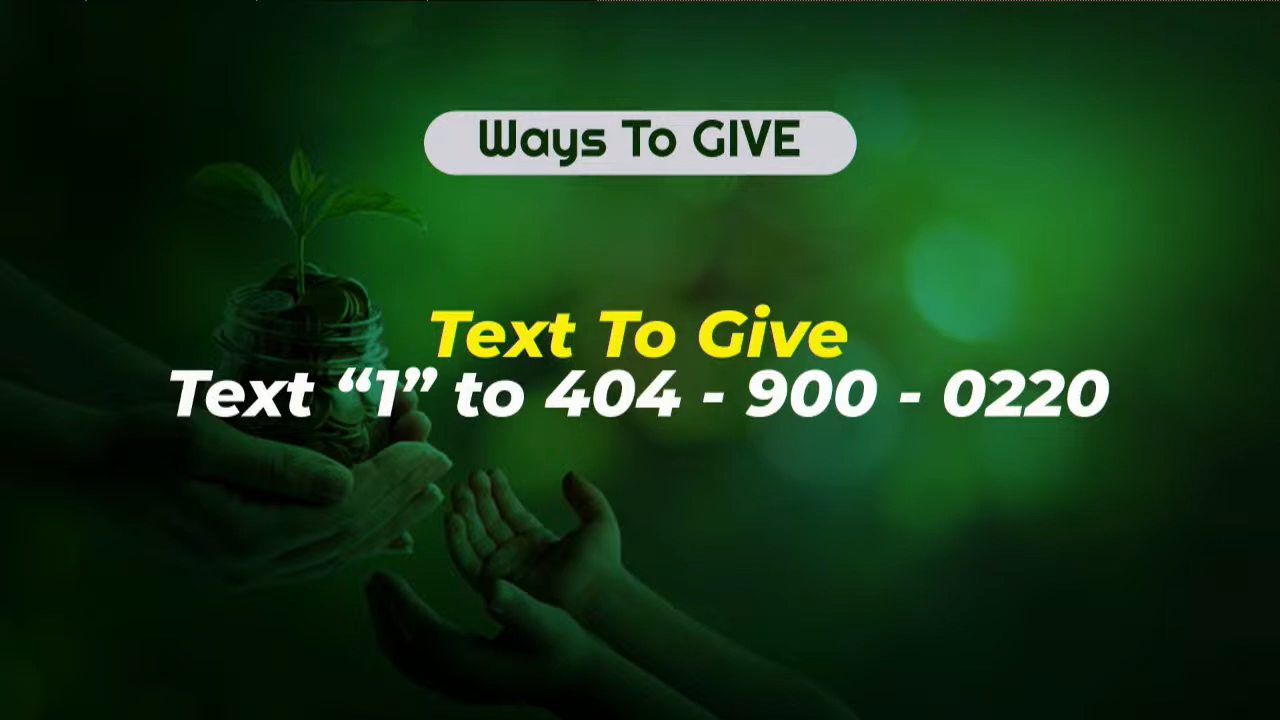 Ways To GIVE
Text To Give
Text “1” to 404 - 900 - 0220